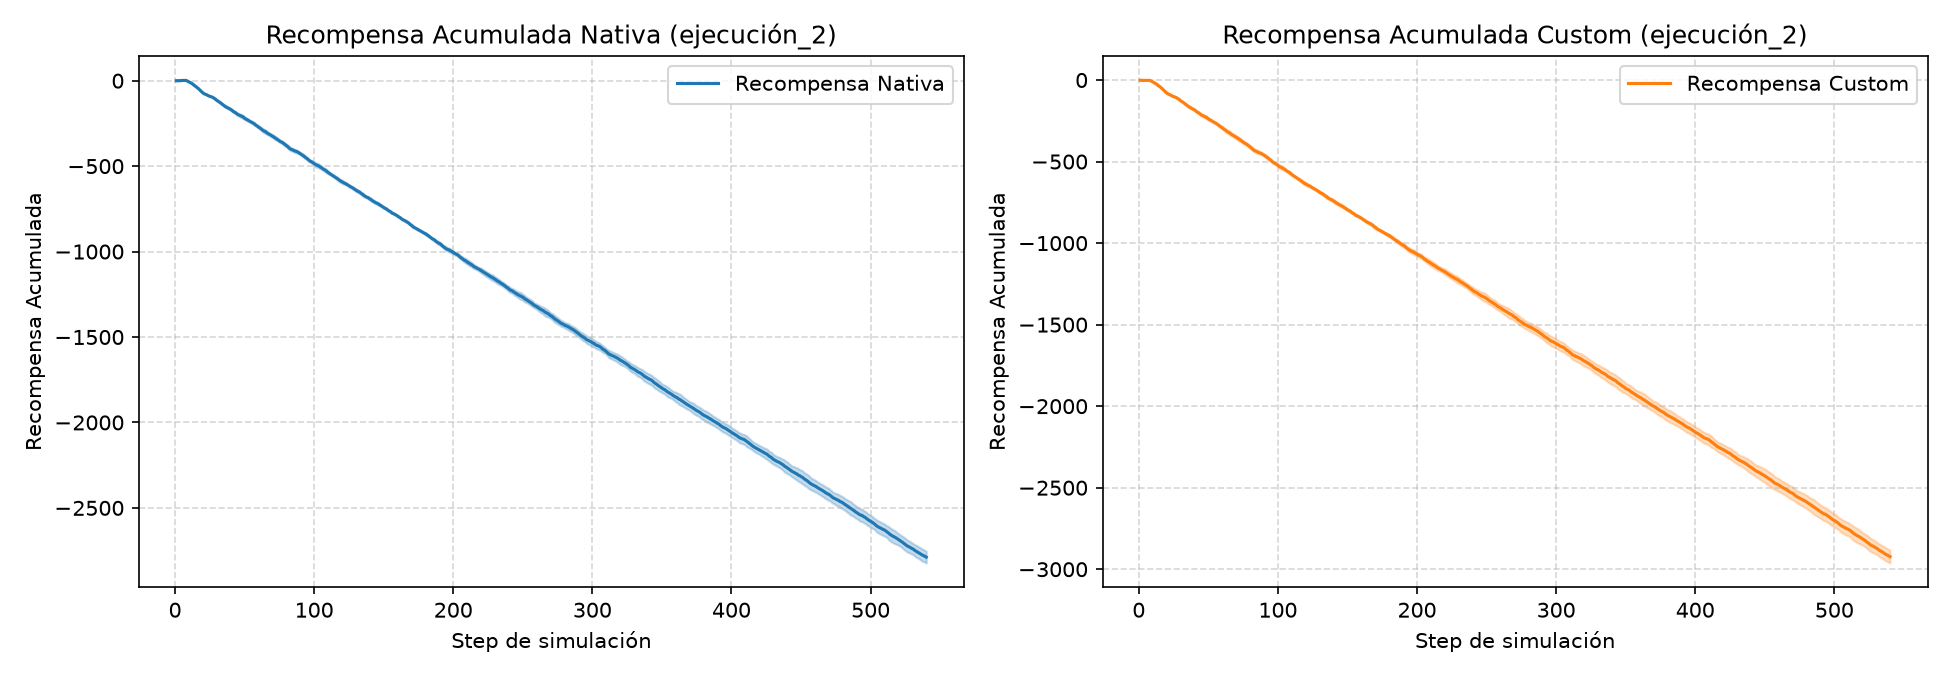 Recompensa Acumulada Nativa (ejecución_2)
Recompensa Nativa
Recompensa Acumulada
0
−500
−1000
−1500
−2000
−2500
0 100 200 300 400 500
Step de simulación
Recompensa Acumulada Custom (ejecución_2)
Recompensa Custom
Recompensa Acumulada
0
−500
−1000
−1500
−2000
−2500
−3000
0 100 200 300 400 500
Step de simulación